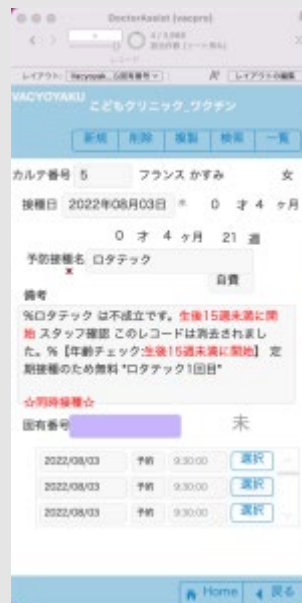 DoctorAssist (vacpro)
レイアウト:
レイアウトの編集
VACYOYAKU こどもクリニック_ワクチン
新規 削除 複製 検索 一覧
カルテ番号 5 フランス かすみ 女
接種日 2022年08月03日 0 才 4 ヶ月
0 才 4 ヶ月 21 週
予防接種名 ロタテック
x
自費
備考
%ロタテック は不成立です。生後15週未満に開
始 スタッフ確認 このレコードは消去されまし
た。%【年齢チェック:生後15週未満に開始】 定
期接種のため無料 "ロタテック1回目"
☆同時接種☆
固有番号 未
2022/08/03 予約 9:30:00 選択
2022/08/03 予約 9:30:00 選択
2022/08/03 予約 9:30:00 選択
Home 戻る